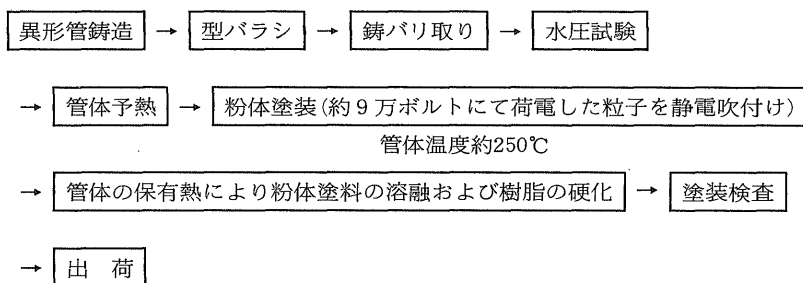 異形管鋳造 → 型バラシ → 鋳バリ取り → 水圧試験
→ 管体予熱 → 粉体塗装(約9万ボルトにて荷電した粒子を静電吹付け)
管体温度約250℃
→ 管体の保有熱により粉体塗料の溶融および樹脂の硬化 → 塗装検査
→ 出 荷